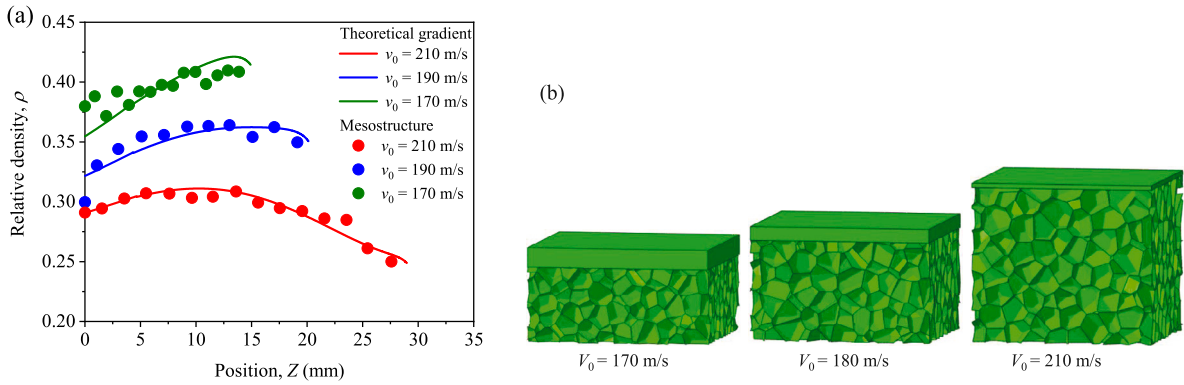 (a)
0.45
0.40
0.35
0.30
0.25
0.20
Relative density, ρ
0 5 10 15 20 25 30 35
Position, Z (mm)
Theoretical gradient
v0 = 210 m/s
v0 = 190 m/s
v0 = 170 m/s
Mesostructure
v0 = 210 m/s
v0 = 190 m/s
v0 = 170 m/s
(b)
V0 = 170 m/s
V0 = 180 m/s
V0 = 210 m/s